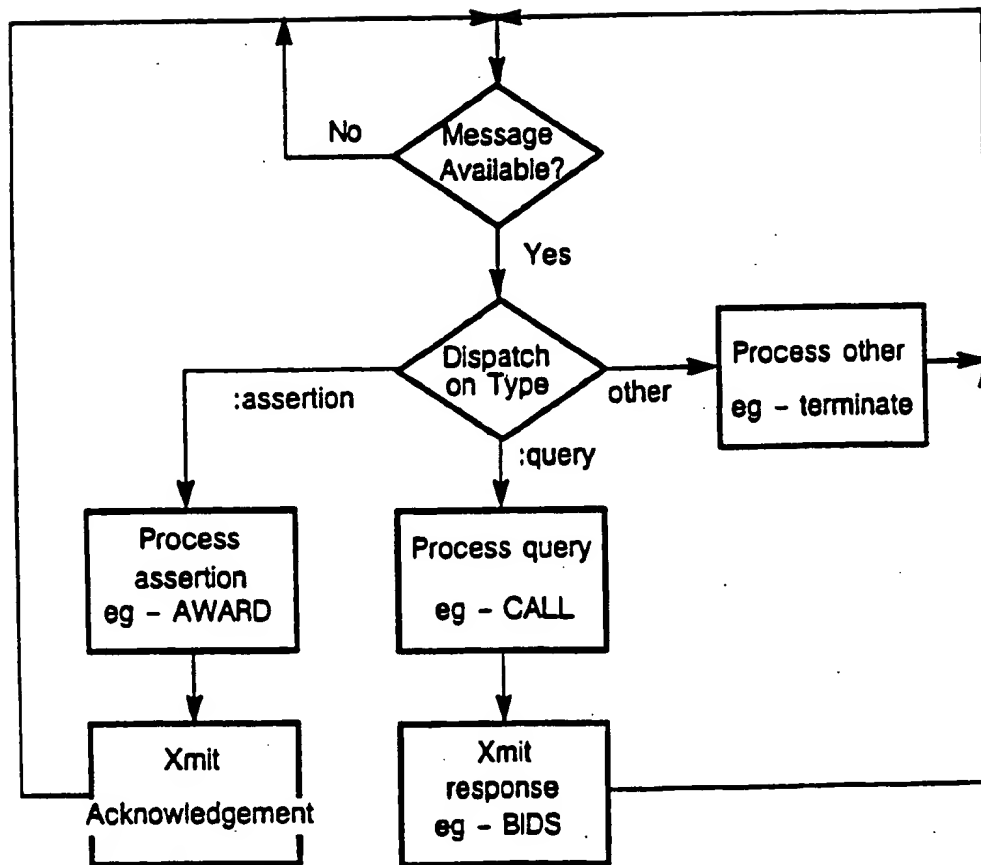 No
Message
Available?
Yes
Dispatch
on Type
:assertion
other
:query
Process other
eg - terminate
Process
assertion
eg - AWARD
Process query
eg - CALL
Xmit
Acknowledgement
Xmit
response
eg - BIDS